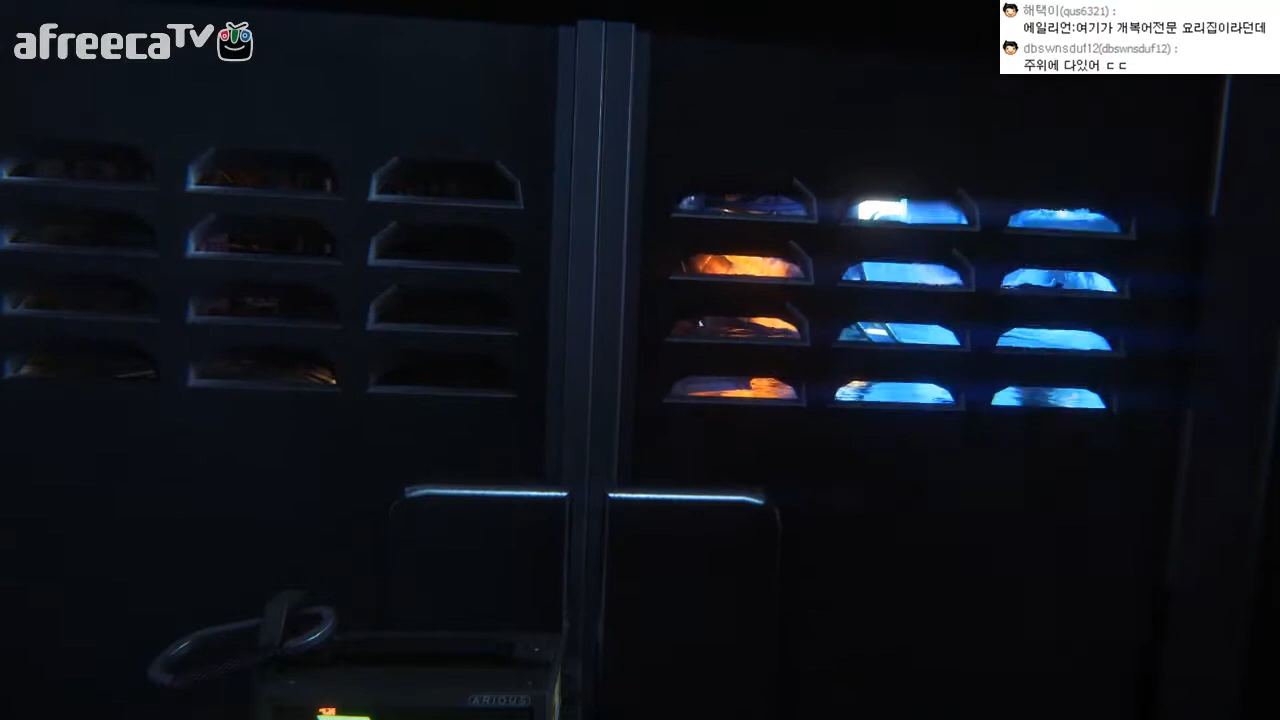 afreecaTV
해택이(qus6321) :
에일리언:여기가 개복어전문 요리집이라던데
dbswnsduf12(dbswnsduf12) :
주위에 다있어 ㄷㄷ
ARIOUS